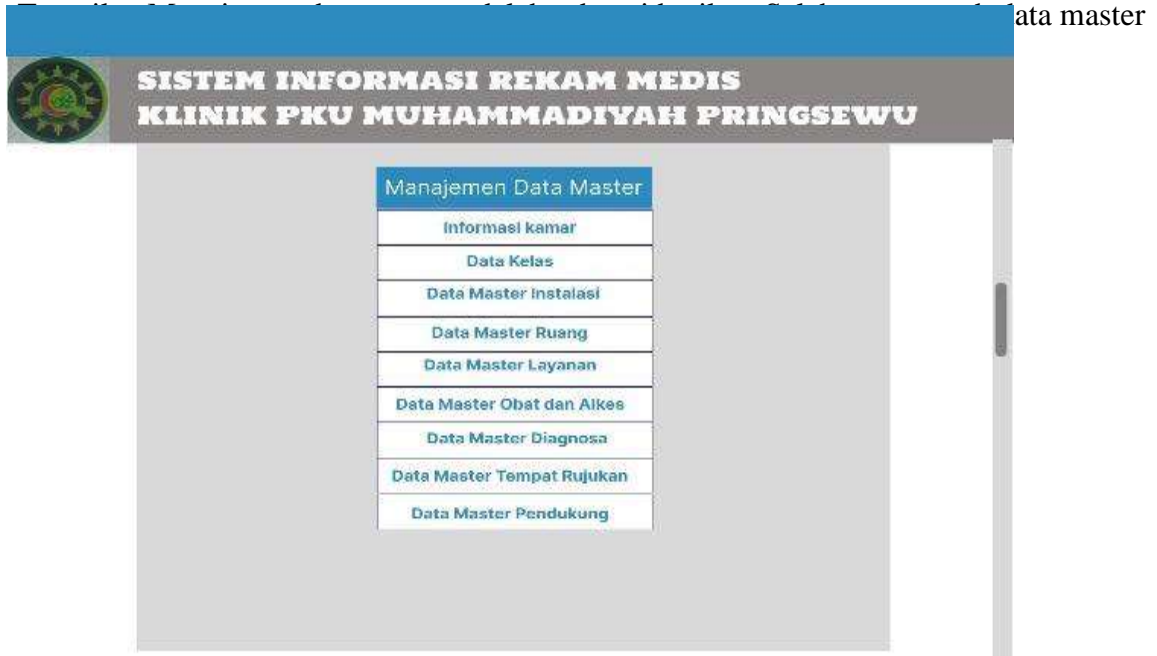 ata master
SISTEM INFORMASI REKAM MEDIS
KLINIK PKU MUHAMMADIYAH PRINGSEWU
Manajemen Data Master
Informasi kamar
Data Kelas
Data Master Instalasi
Data Master Ruang
Data Master Layanan
Data Master Obat dan Alkes
Data Master Diagnosa
Data Master Tempat Rujukan
Data Master Pendukung